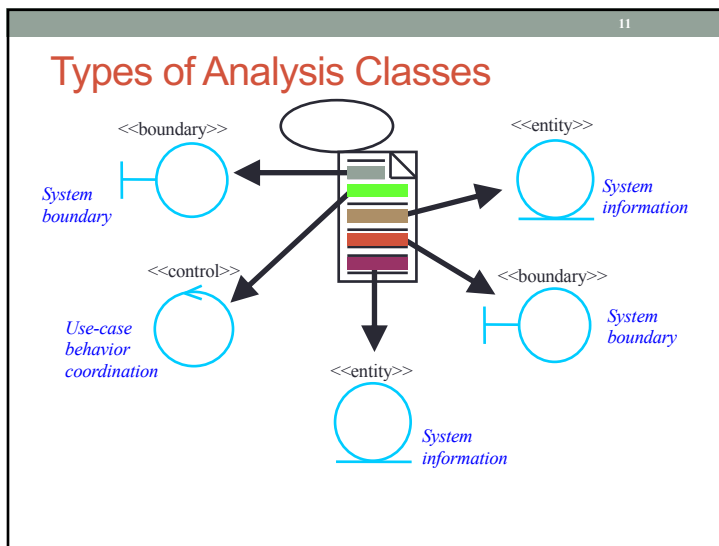 11
Types of Analysis Classes
<<boundary>>
System
boundary
<<entity>>
System
information
<<control>>
Use-case
behavior
coordination
<<boundary>>
System
boundary
<<entity>>
System
information